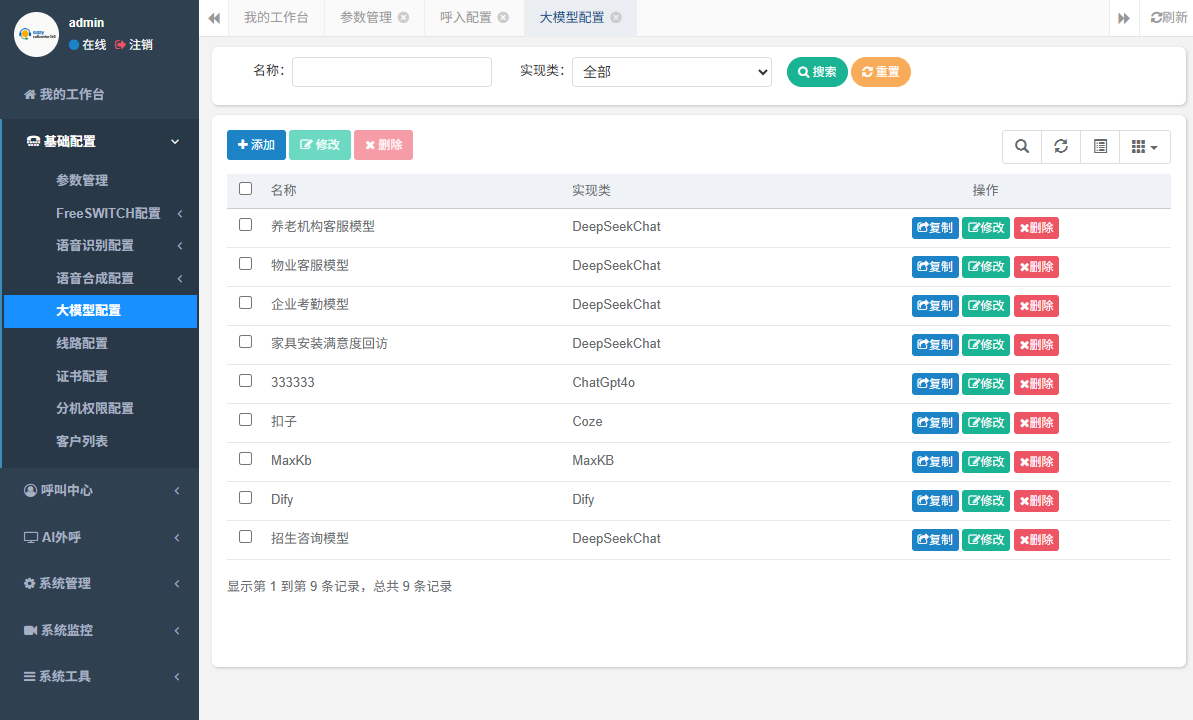 admin
在线 注销
我的工作台
基础配置
参数管理
FreeSWITCH配置
语音识别配置
语音合成配置
大模型配置
线路配置
证书配置
分机权限配置
客户列表
呼叫中心
AI外呼
系统管理
系统监控
系统工具
我的工作台 参数管理 呼入配置 大模型配置 刷新
名称: 实现类: 全部 搜索 重置
添加 修改 删除
名称 实现类 操作
养老机构客服模型 DeepSeekChat 复制 修改 删除
物业客服模型 DeepSeekChat 复制 修改 删除
企业考勤模型 DeepSeekChat 复制 修改 删除
家具安装满意度回访 DeepSeekChat 复制 修改 删除
333333 ChatGpt4o 复制 修改 删除
扣子 Coze 复制 修改 删除
MaxKb MaxKB 复制 修改 删除
Dify Dify 复制 修改 删除
招生咨询模型 DeepSeekChat 复制 修改 删除
显示第 1 到第 9 条记录，总共 9 条记录